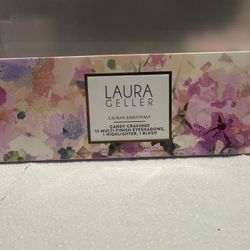 LAURA
GELLER
LAURA'S ESSENTIALS
CANDY CRAVINGS
12 MULTI-FINISH EYESHADOWS,
1 HIGHLIGHTER, 1 BLUSH